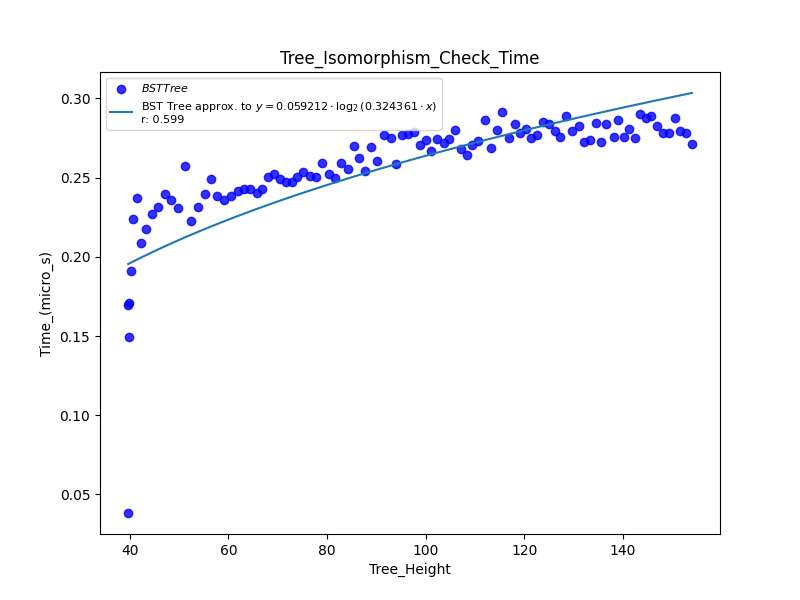 Tree_Isomorphism_Check_Time
BSTTree
BST Tree approx. to y = 0.059212 · log₂ (0.324361 · x)
r: 0.599
0.30
0.25
0.20
0.15
0.10
0.05
Time_(micro_s)
40 60 80 100 120 140
Tree_Height